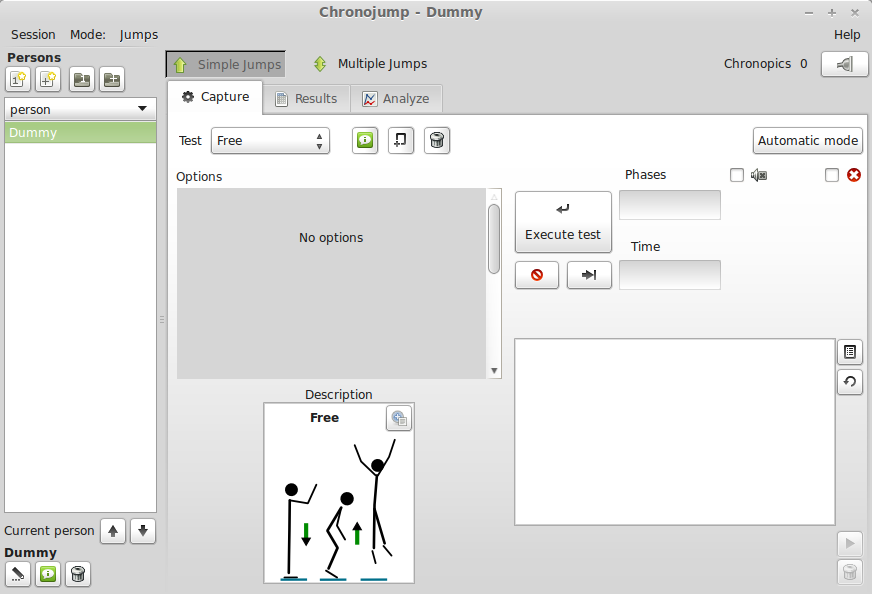 Chronojump - Dummy
Session Mode: Jumps Help
Persons
Simple Jumps Multiple Jumps Chronopics 0
person
Dummy
Capture Results Analyze
Test Free Automatic mode
Options
No options
Phases
Execute test
Time
Description
Free
Current person
Dummy